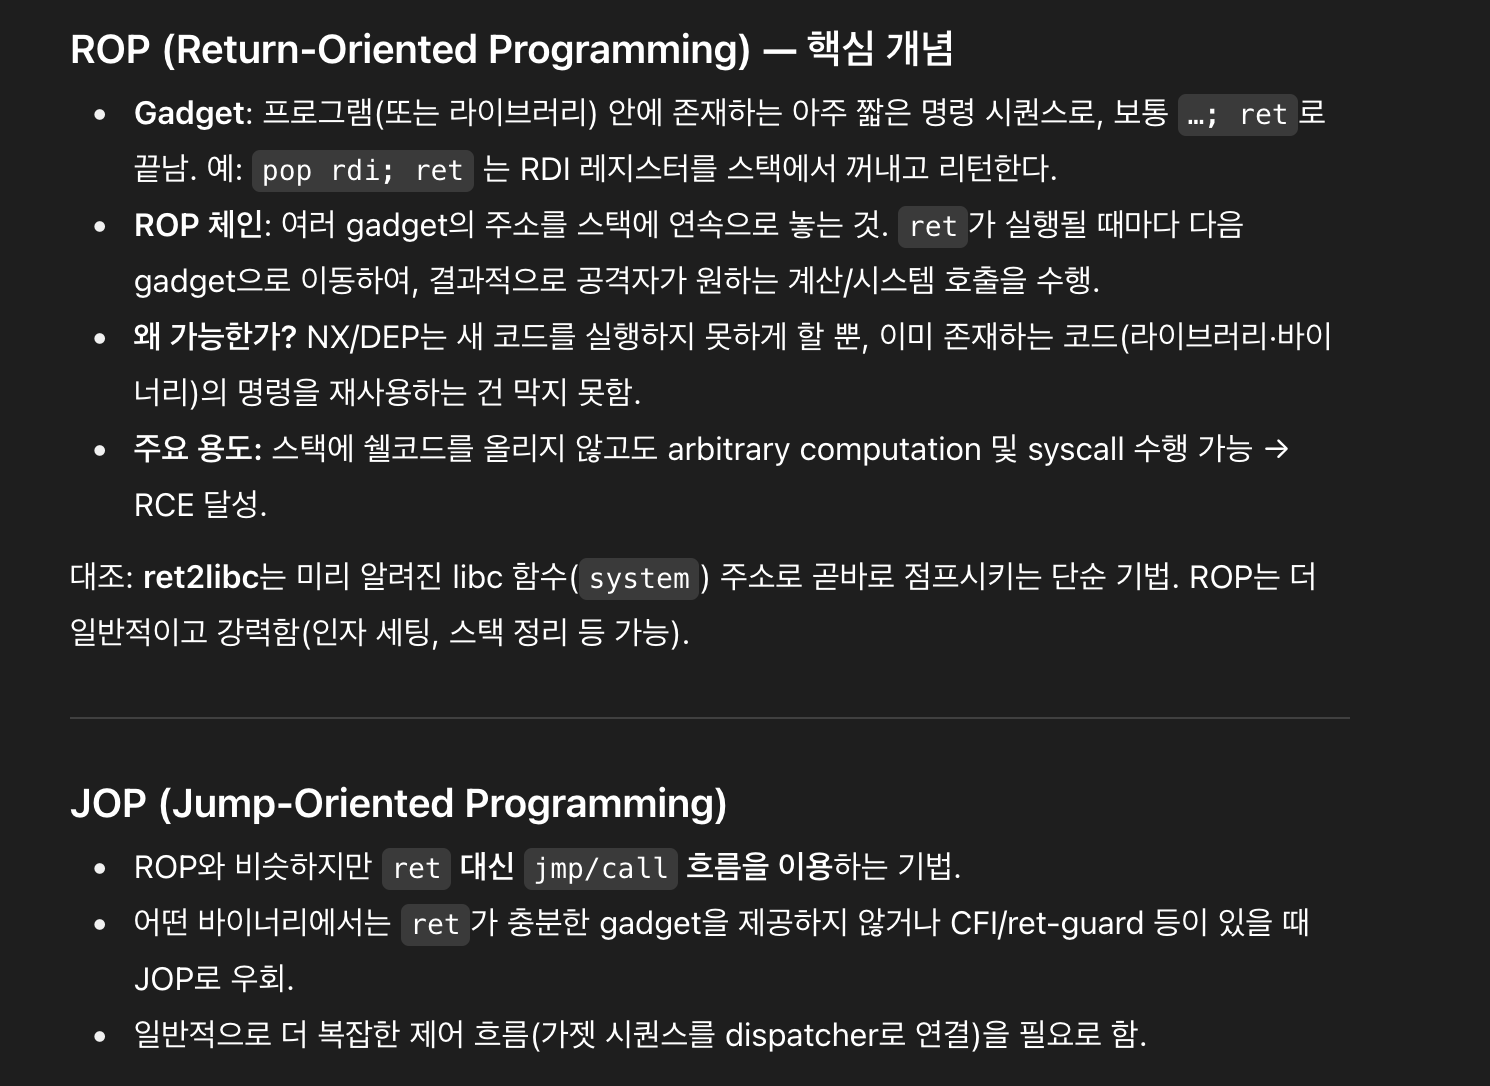 ROP (Return-Oriented Programming) — 핵심 개념
• Gadget: 프로그램(또는 라이브러리) 안에 존재하는 아주 짧은 명령 시퀀스로, 보통 …; ret로
끝남. 예: pop rdi; ret 는 RDI 레지스터를 스택에서 꺼내고 리턴한다.
• ROP 체인: 여러 gadget의 주소를 스택에 연속으로 놓는 것. ret가 실행될 때마다 다음
gadget으로 이동하여, 결과적으로 공격자가 원하는 계산/시스템 호출을 수행.
• 왜 가능한가? NX/DEP는 새 코드를 실행하지 못하게 할 뿐, 이미 존재하는 코드(라이브러리·바이
너리)의 명령을 재사용하는 건 막지 못함.
• 주요 용도: 스택에 쉘코드를 올리지 않고도 arbitrary computation 및 syscall 수행 가능 →
RCE 달성.
대조: ret2libc는 미리 알려진 libc 함수(system) 주소로 곧바로 점프시키는 단순 기법. ROP는 더
일반적이고 강력함(인자 세팅, 스택 정리 등 가능).
JOP (Jump-Oriented Programming)
• ROP와 비슷하지만 ret 대신 jmp/call 흐름을 이용하는 기법.
• 어떤 바이너리에서는 ret가 충분한 gadget을 제공하지 않거나 CFI/ret-guard 등이 있을 때
JOP로 우회.
• 일반적으로 더 복잡한 제어 흐름(가젯 시퀀스를 dispatcher로 연결)을 필요로 함.